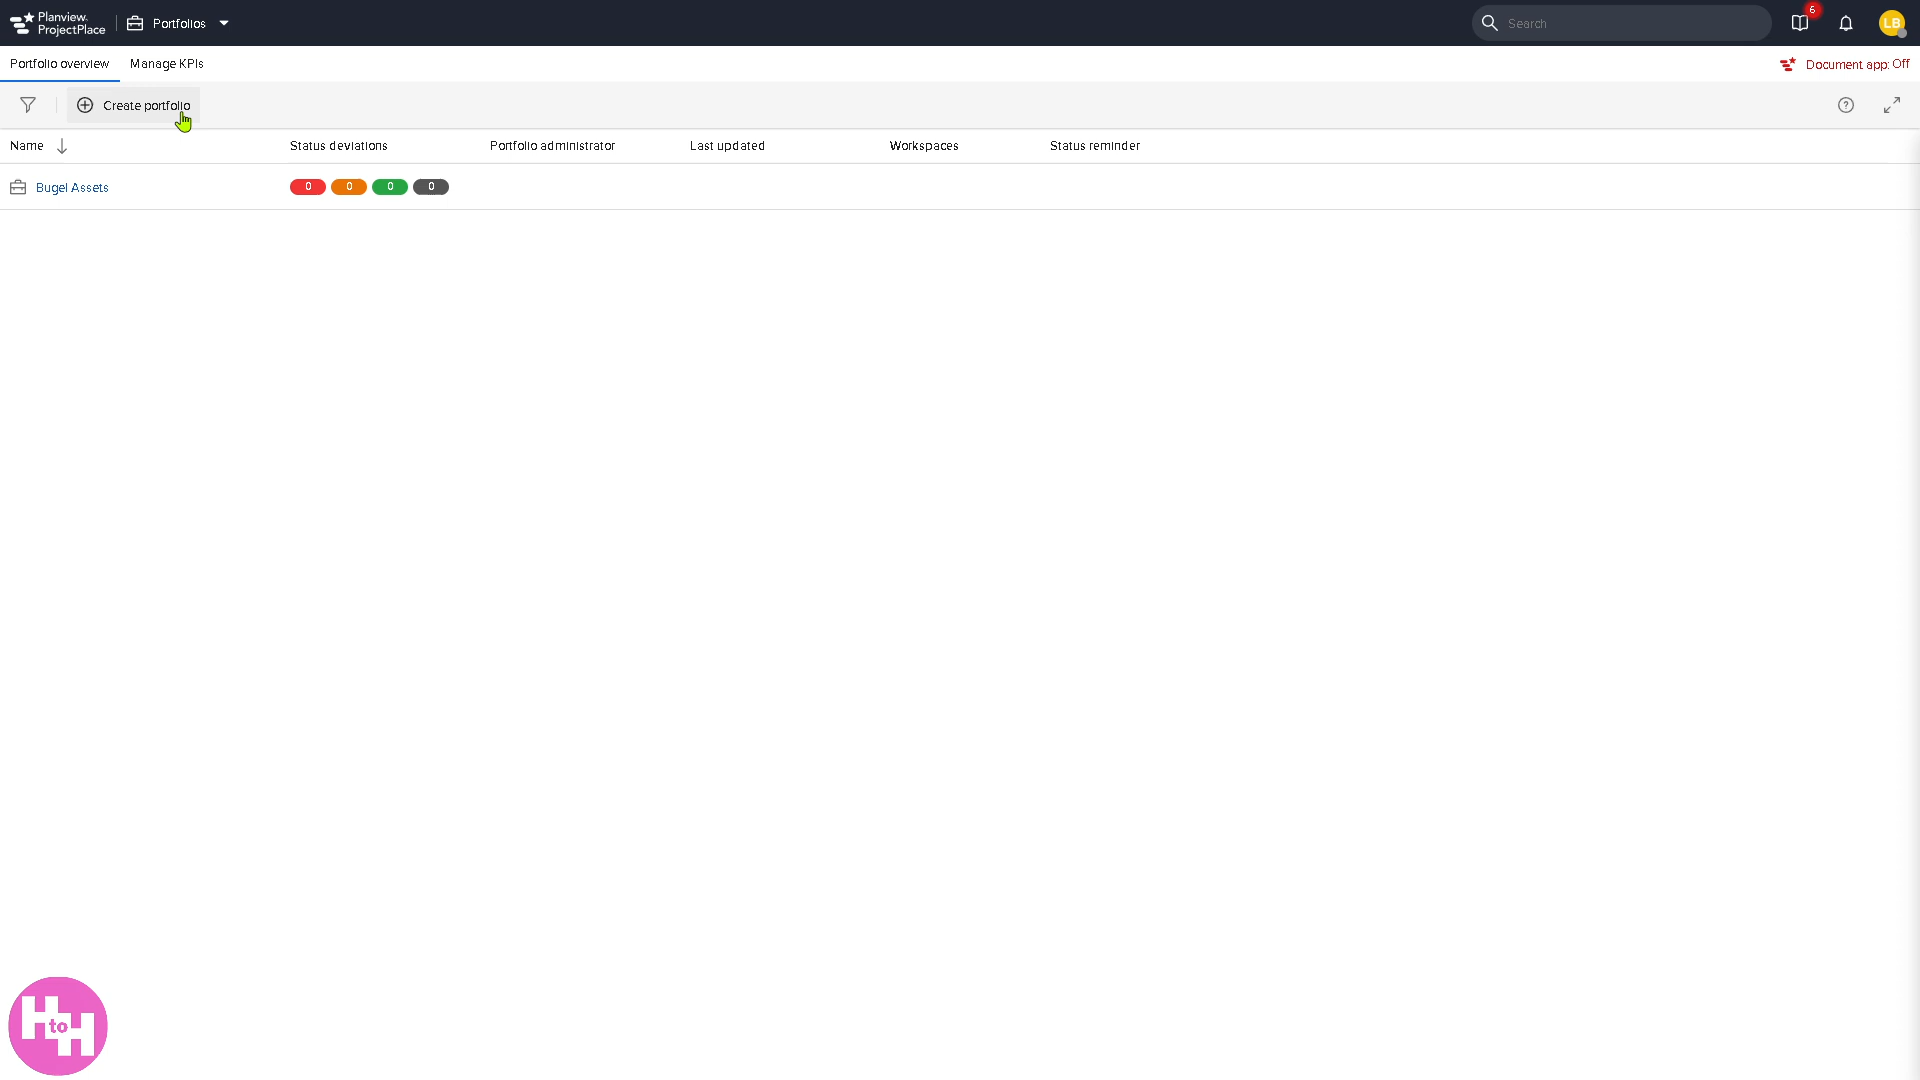 Planview.
ProjectPlace
Portfolios
Search
6
LB
Portfolio overview
Manage KPIs
Document app: Off
Create portfolio
?
Name
Status deviations
Portfolio administrator
Last updated
Workspaces
Status reminder
Bugel Assets
0
0
0
0
H to H